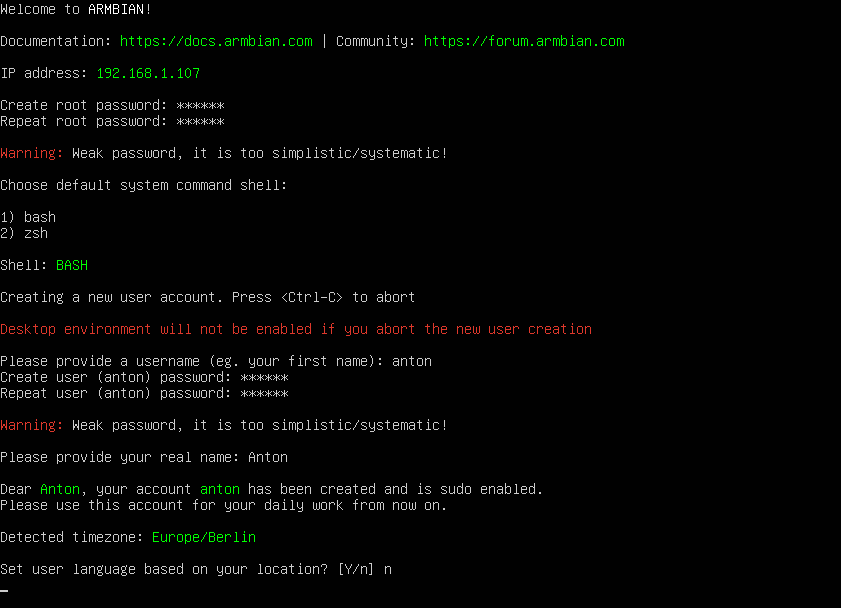 Welcome to ARMBIAN!
Documentation: https://docs.armbian.com | Community: https://forum.armbian.com
IP address: 192.168.1.107
Create root password: ******
Repeat root password: ******
Warning: Weak password, it is too simplistic/systematic!
Choose default system command shell:
1) bash
2) zsh
Shell: BASH
Creating a new user account. Press <Ctrl-C> to abort
Desktop environment will not be enabled if you abort the new user creation
Please provide a username (eg. your first name): anton
Create user (anton) password: ******
Repeat user (anton) password: ******
Warning: Weak password, it is too simplistic/systematic!
Please provide your real name: Anton
Dear Anton, your account anton has been created and is sudo enabled.
Please use this account for your daily work from now on.
Detected timezone: Europe/Berlin
Set user language based on your location? [Y/n] n